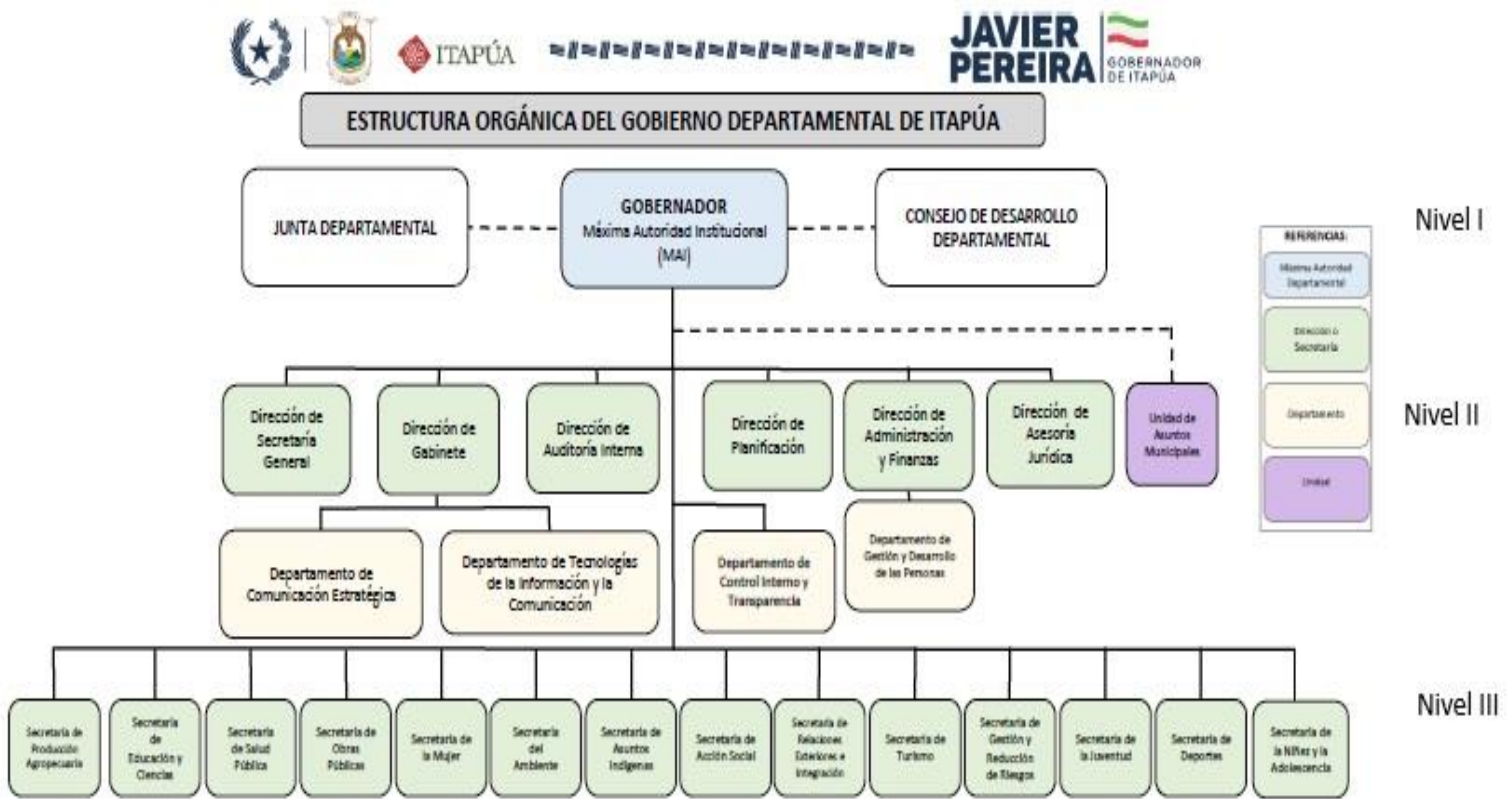 ITAPÚA
JAVIER
PEREIRA
GOBERNADOR
DE ITAPÚA
ESTRUCTURA ORGÁNICA DEL GOBIERNO DEPARTAMENTAL DE ITAPÚA
JUNTA DEPARTAMENTAL
GOBERNADOR
Máxima Autoridad Institucional
(MAI)
CONSEJO DE DESARROLLO
DEPARTAMENTAL
Nivel I
REFERENCIAS:
Máxima Autoridad
Departamental
Dirección o
Secretaría
Departamento
Unidad
Dirección de
Secretaria
General
Dirección de
Gabinete
Dirección de
Auditoría Interna
Dirección de
Planificación
Dirección de
Administración
y Finanzas
Dirección de
Asesoría
Jurídica
Unidad de
Asuntos
Municipales
Nivel II
Departamento de
Comunicación Estratégica
Departamento de Tecnologías
de la Información y la
Comunicación
Departamento de
Control Interno y
Transparencia
Departamento de
Gestión y Desarrollo
de las Personas
Secretaría de
Producción
Agropecuaria
Secretaría
de
Educación y
Ciencias
Secretaría
de Salud
Pública
Secretaría de
Obras
Públicas
Secretaría de
la Mujer
Secretaría
del
Ambiente
Secretaría de
Asuntos
Indígenas
Secretaría de
Acción Social
Secretaría de
Relaciones
Exteriores e
Integración
Secretaría de
Turismo
Secretaría de
Gestión y
Reducción
de Riesgos
Secretaría de
la Juventud
Secretaría de
Deportes
Secretaría de
la Niñez y la
Adolescencia
Nivel III